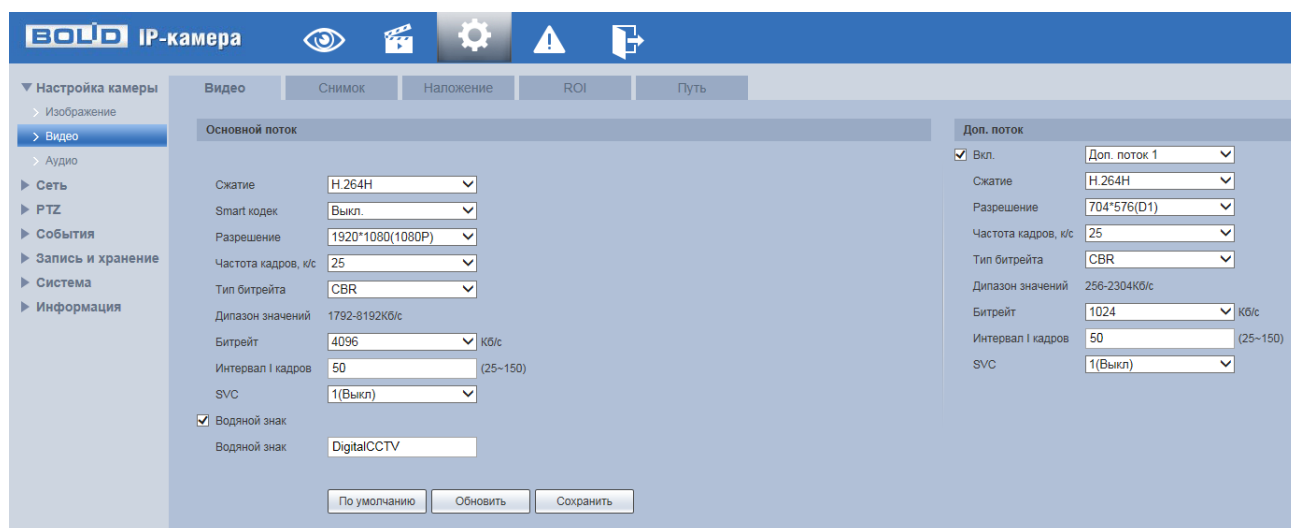 BOLID IP-камера
Настройка камеры
Изображение
Видео
Аудио
Сеть
PTZ
События
Запись и хранение
Система
Информация
Видео Снимок Наложение ROI Путь
Основной поток
Сжатие H.264H
Smart кодек Выкл.
Разрешение 1920*1080(1080P)
Частота кадров, к/с 25
Тип битрейта CBR
Дипазон значений 1792-8192Кб/с
Битрейт 4096 Кб/с
Интервал I кадров 50 (25~150)
SVC 1(Выкл)
Водяной знак
Водяной знак DigitalCCTV
По умолчанию Обновить Сохранить
Доп. поток
Вкл. Доп. поток 1
Сжатие H.264H
Разрешение 704*576(D1)
Частота кадров, к/с 25
Тип битрейта CBR
Дипазон значений 256-2304Кб/с
Битрейт 1024 Кб/с
Интервал I кадров 50 (25~150)
SVC 1(Выкл)